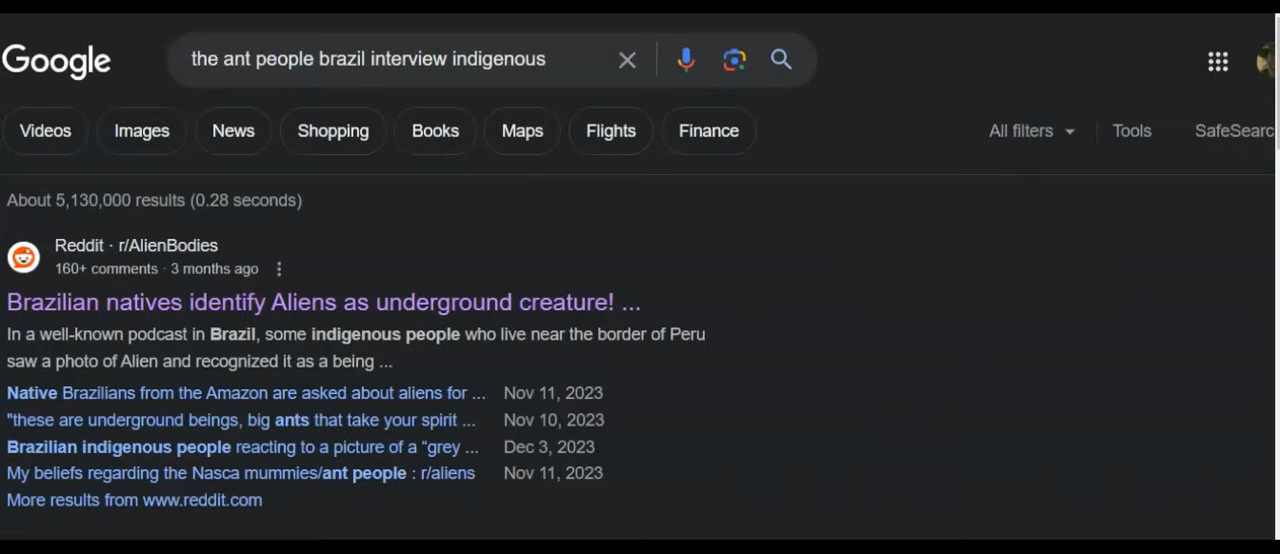 Google
the ant people brazil interview indigenous
Videos
Images
News
Shopping
Books
Maps
Flights
Finance
All filters
Tools
SafeSearc
About 5,130,000 results (0.28 seconds)
Reddit · r/AlienBodies
160+ comments · 3 months ago
Brazilian natives identify Aliens as underground creature! ...
In a well-known podcast in Brazil, some indigenous people who live near the border of Peru
saw a photo of Alien and recognized it as a being ...
Native Brazilians from the Amazon are asked about aliens for ... Nov 11, 2023
"these are underground beings, big ants that take your spirit ... Nov 10, 2023
Brazilian indigenous people reacting to a picture of a “grey ... Dec 3, 2023
My beliefs regarding the Nasca mummies/ant people : r/aliens Nov 11, 2023
More results from www.reddit.com